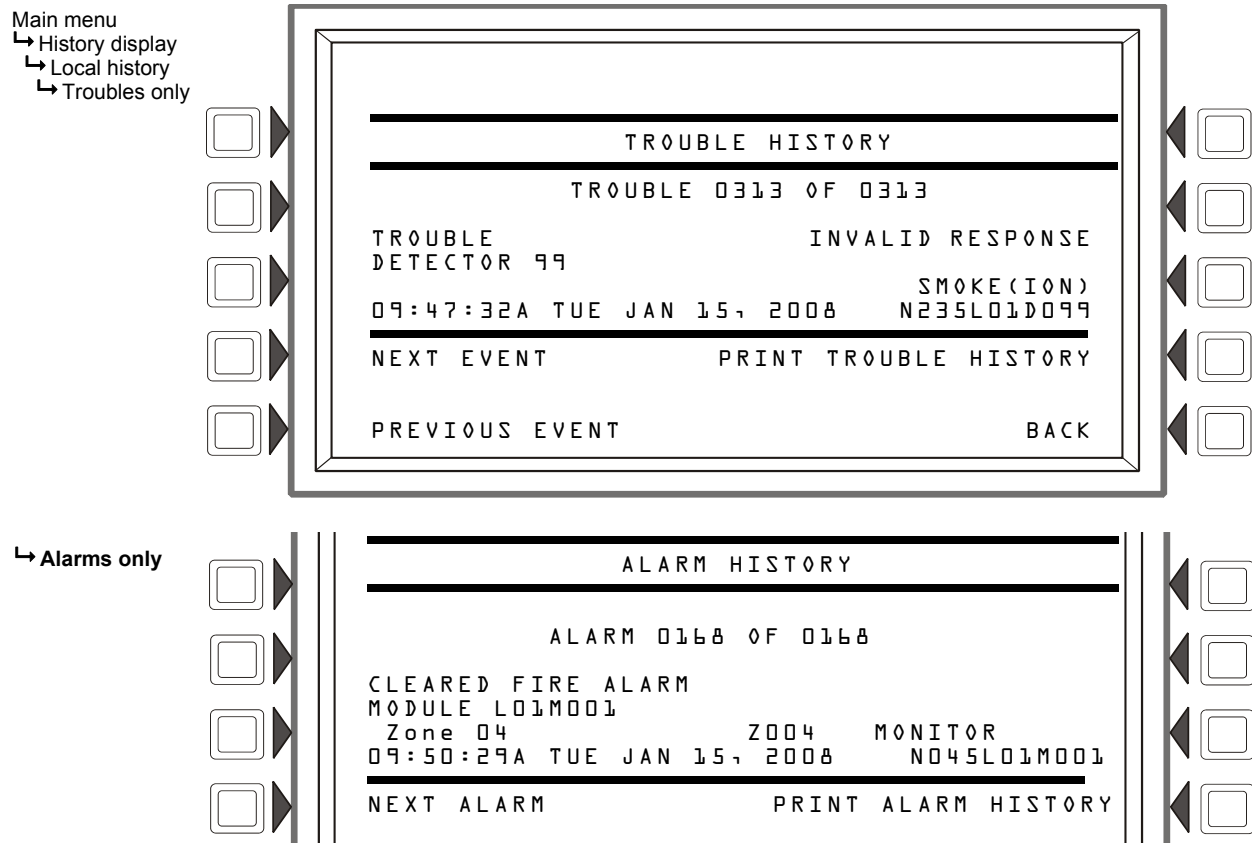 Main menu
History display
Local history
Troubles only
TROUBLE HISTORY
TROUBLE 0313 OF 0313
TROUBLE INVALID RESPONSE
DETECTOR 99
SMOKE(ION)
09:47:32A TUE JAN 15, 2008 N235L01D099
NEXT EVENT PRINT TROUBLE HISTORY
PREVIOUS EVENT BACK
Alarms only
ALARM HISTORY
ALARM 0168 OF 0168
CLEARED FIRE ALARM
MODULE L01M001
Zone 04 Z004 MONITOR
09:50:29A TUE JAN 15, 2008 N045L01M001
NEXT ALARM PRINT ALARM HISTORY